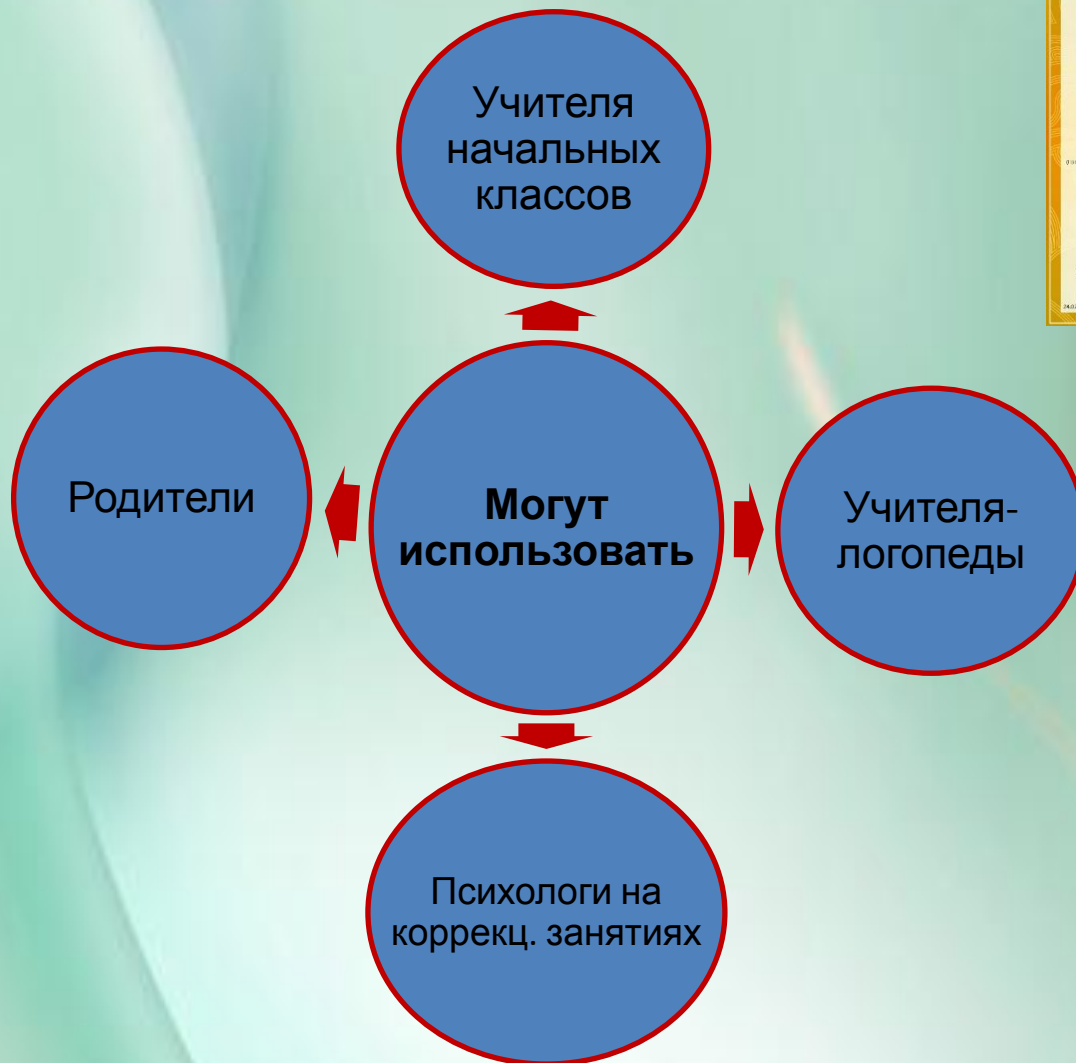 Учителя
начальных
классов
Родители
Могут
использовать
Учителя-
логопеды
Психологи на
коррекц. занятиях